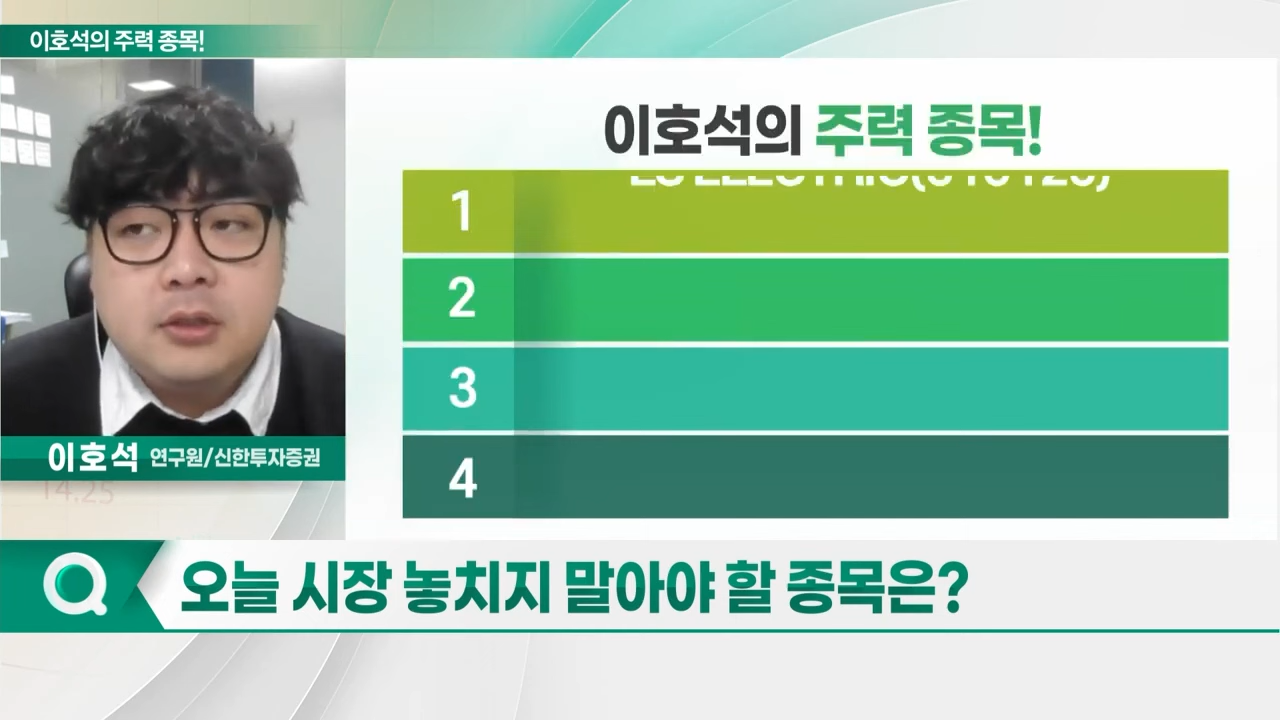 이호석의 주력 종목!
이호석의 주력 종목!
1
2
3
4
이호석 연구원/신한투자증권
14.25
오늘 시장 놓치지 말아야 할 종목은?